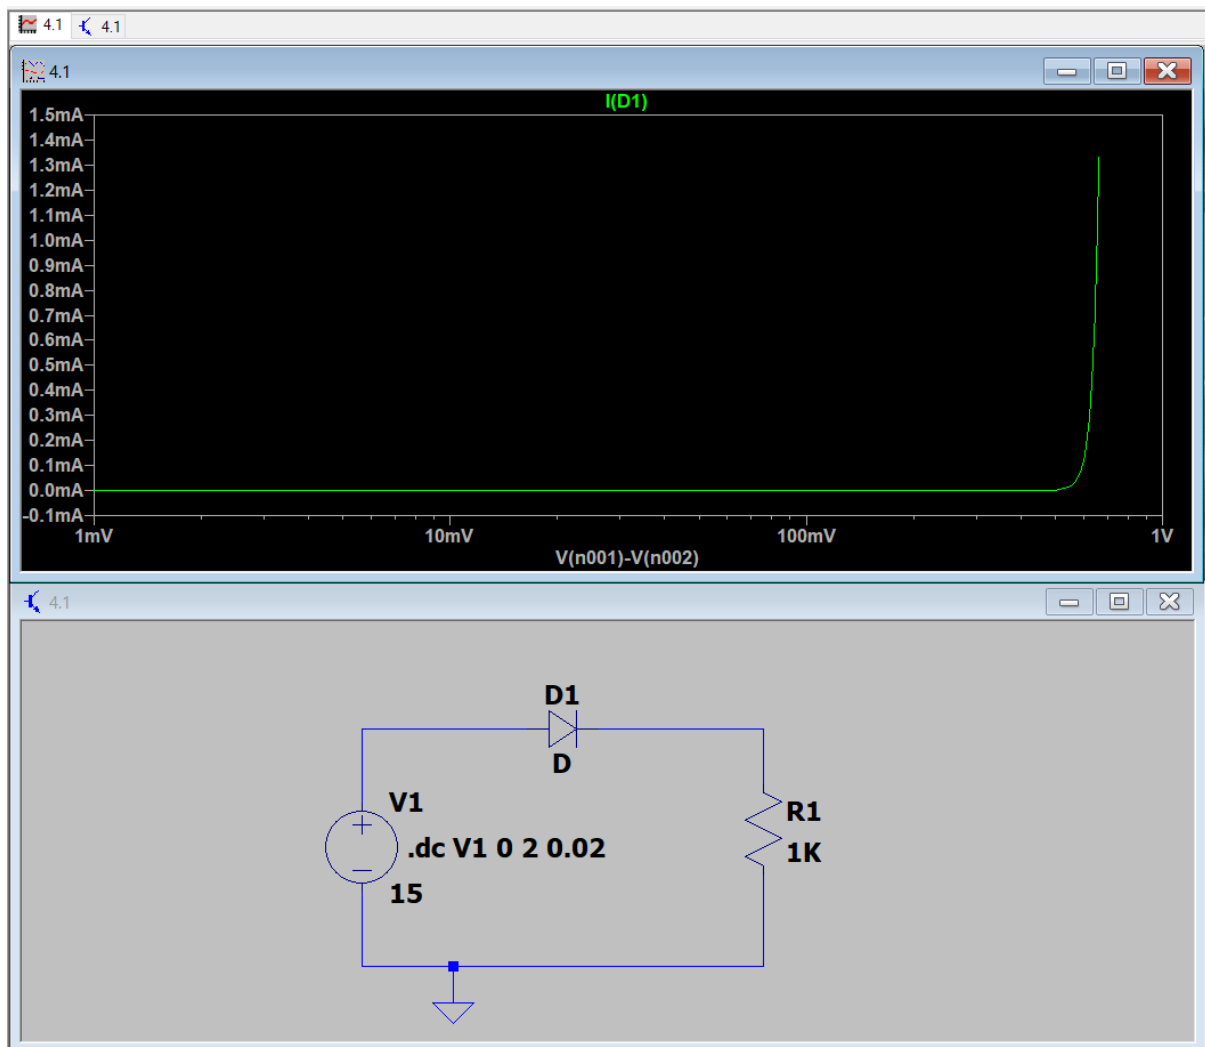 4.1 4.1
4.1
I(D1)
1.5mA
1.4mA
1.3mA
1.2mA
1.1mA
1.0mA
0.9mA
0.8mA
0.7mA
0.6mA
0.5mA
0.4mA
0.3mA
0.2mA
0.1mA
0.0mA
-0.1mA
1mV 10mV 100mV 1V
V(n001)-V(n002)
4.1
D1
D
V1
.dc V1 0 2 0.02
15
R1
1K